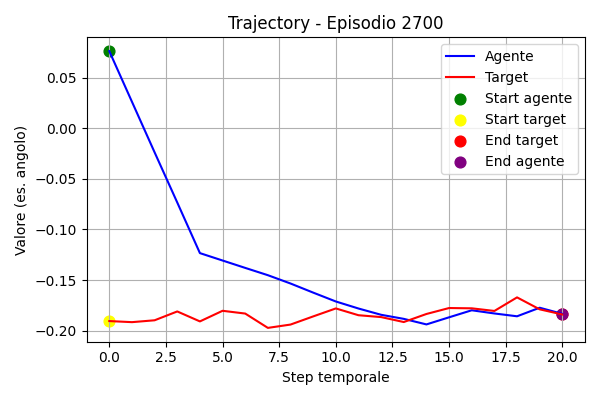 Trajectory - Episodio 2700
Valore (es. angolo)
0.05
0.00
−0.05
−0.10
−0.15
−0.20
Agente
Target
Start agente
Start target
End target
End agente
0.0 2.5 5.0 7.5 10.0 12.5 15.0 17.5 20.0
Step temporale